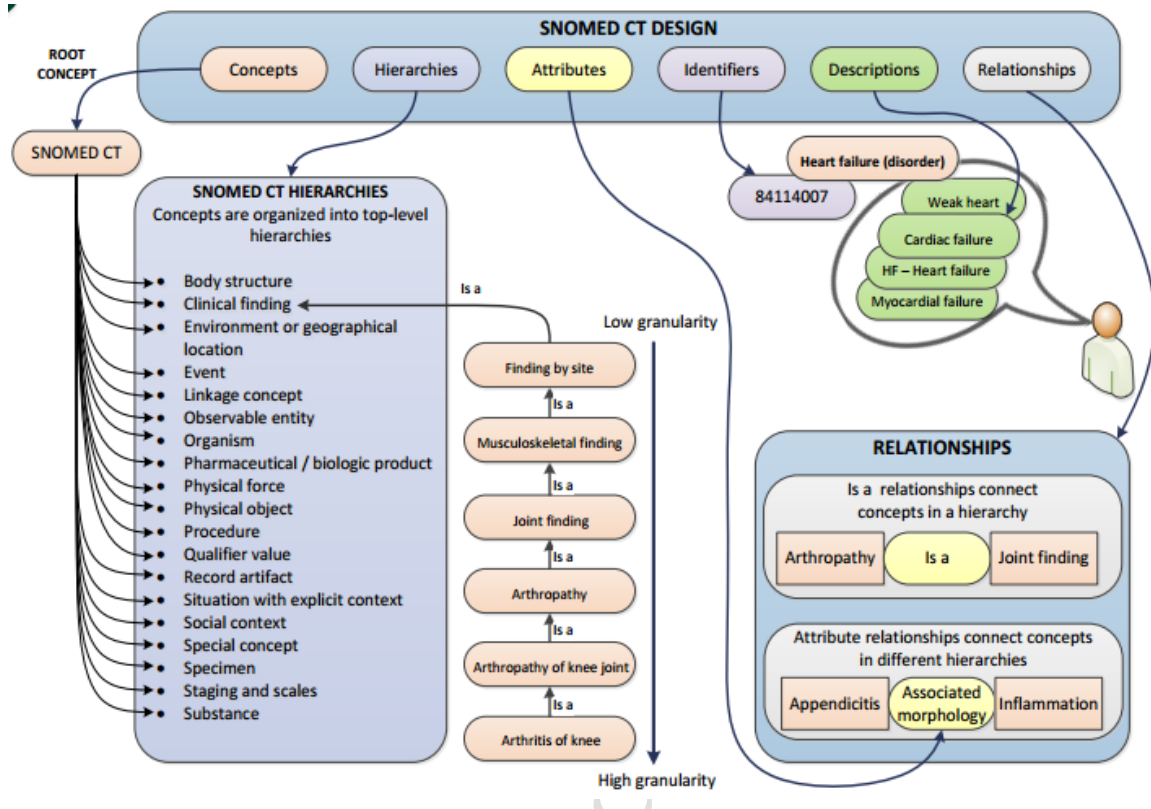 SNOMED CT DESIGN
ROOT
CONCEPT
Concepts
Hierarchies
Attributes
Identifiers
Descriptions
Relationships
SNOMED CT
SNOMED CT HIERARCHIES
Concepts are organized into top-level
hierarchies
• Body structure
• Clinical finding
• Environment or geographical
location
• Event
• Linkage concept
• Observable entity
• Organism
• Pharmaceutical / biologic product
• Physical force
• Physical object
• Procedure
• Qualifier value
• Record artifact
• Situation with explicit context
• Social context
• Special concept
• Specimen
• Staging and scales
• Substance
Is a
Finding by site
Is a
Musculoskeletal finding
Is a
Joint finding
Is a
Arthropathy
Is a
Arthropathy of knee joint
Is a
Arthritis of knee
Low granularity
High granularity
Heart failure (disorder)
84114007
Weak heart
Cardiac failure
HF – Heart failure
Myocardial failure
RELATIONSHIPS
Is a relationships connect
concepts in a hierarchy
Arthropathy
Is a
Joint finding
Attribute relationships connect concepts
in different hierarchies
Appendicitis
Associated
morphology
Inflammation